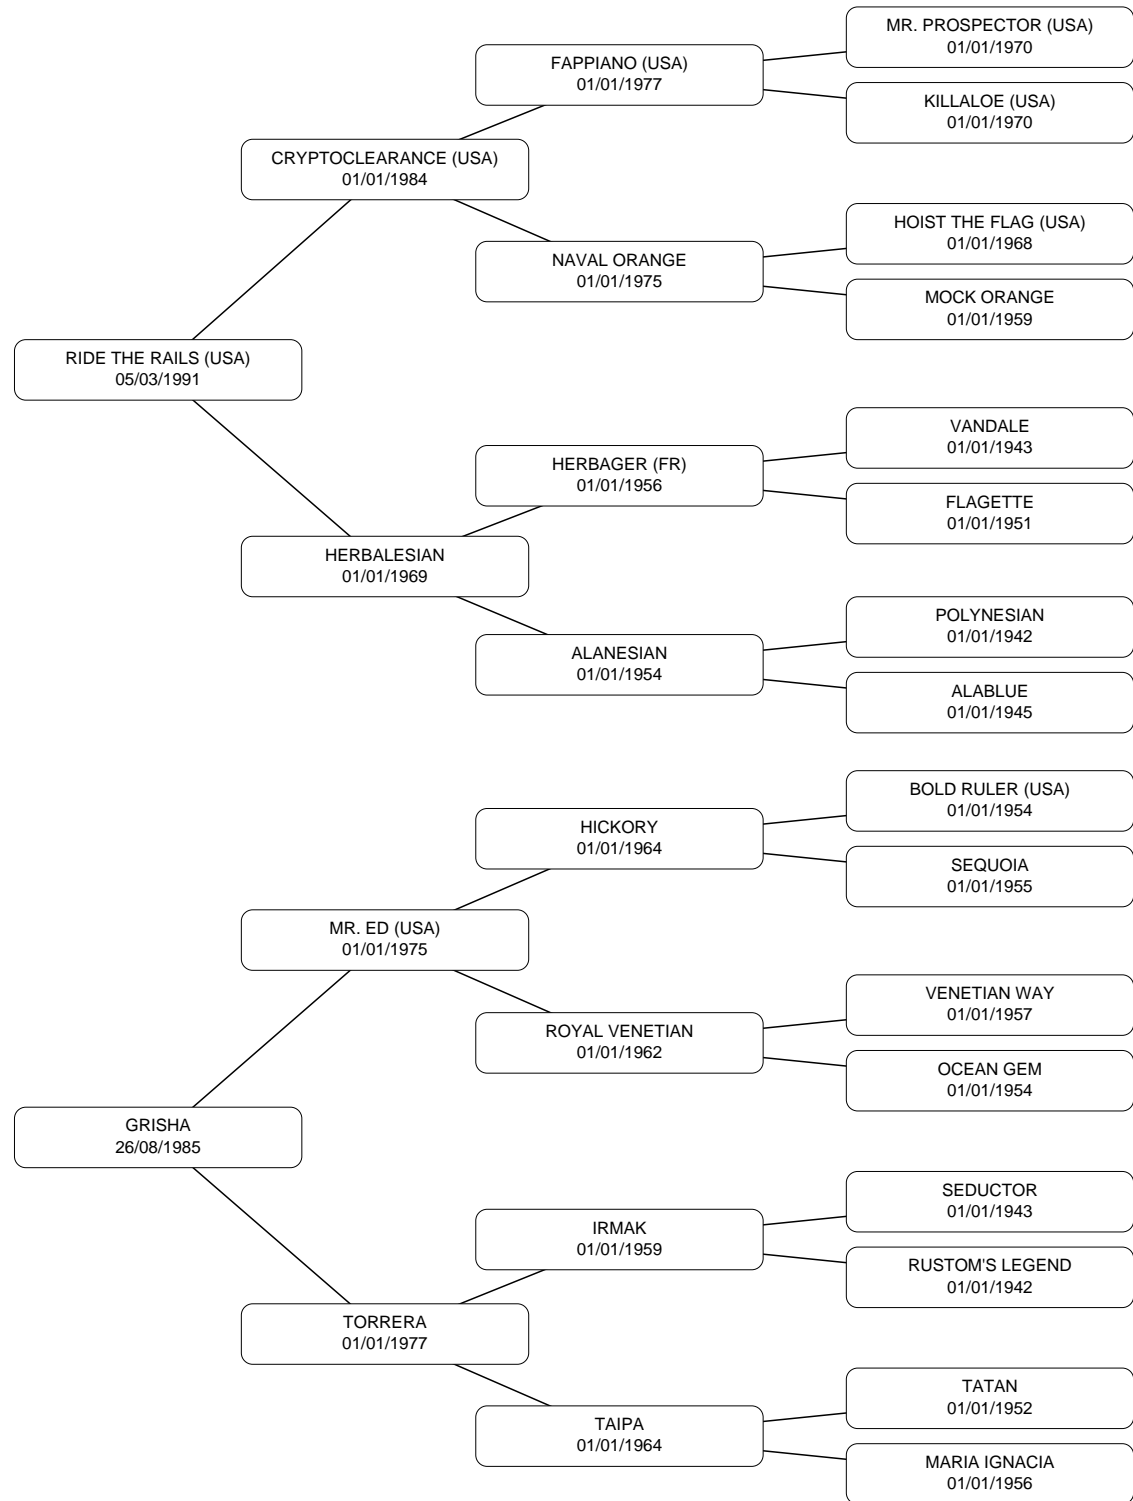 MR. PROSPECTOR (USA)
01/01/1970
FAPPIANO (USA)
01/01/1977
KILLALOE (USA)
01/01/1970
CRYPTOCLEARANCE (USA)
01/01/1984
HOIST THE FLAG (USA)
01/01/1968
NAVAL ORANGE
01/01/1975
MOCK ORANGE
01/01/1959
RIDE THE RAILS (USA)
05/03/1991
VANDALE
01/01/1943
HERBAGER (FR)
01/01/1956
FLAGETTE
01/01/1951
HERBALESIAN
01/01/1969
POLYNESIAN
01/01/1942
ALANESIAN
01/01/1954
ALABLUE
01/01/1945
BOLD RULER (USA)
01/01/1954
HICKORY
01/01/1964
SEQUOIA
01/01/1955
MR. ED (USA)
01/01/1975
VENETIAN WAY
01/01/1957
ROYAL VENETIAN
01/01/1962
OCEAN GEM
01/01/1954
GRISHA
26/08/1985
SEDUCTOR
01/01/1943
IRMAK
01/01/1959
RUSTOM'S LEGEND
01/01/1942
TORRERA
01/01/1977
TATAN
01/01/1952
TAIPA
01/01/1964
MARIA IGNACIA
01/01/1956